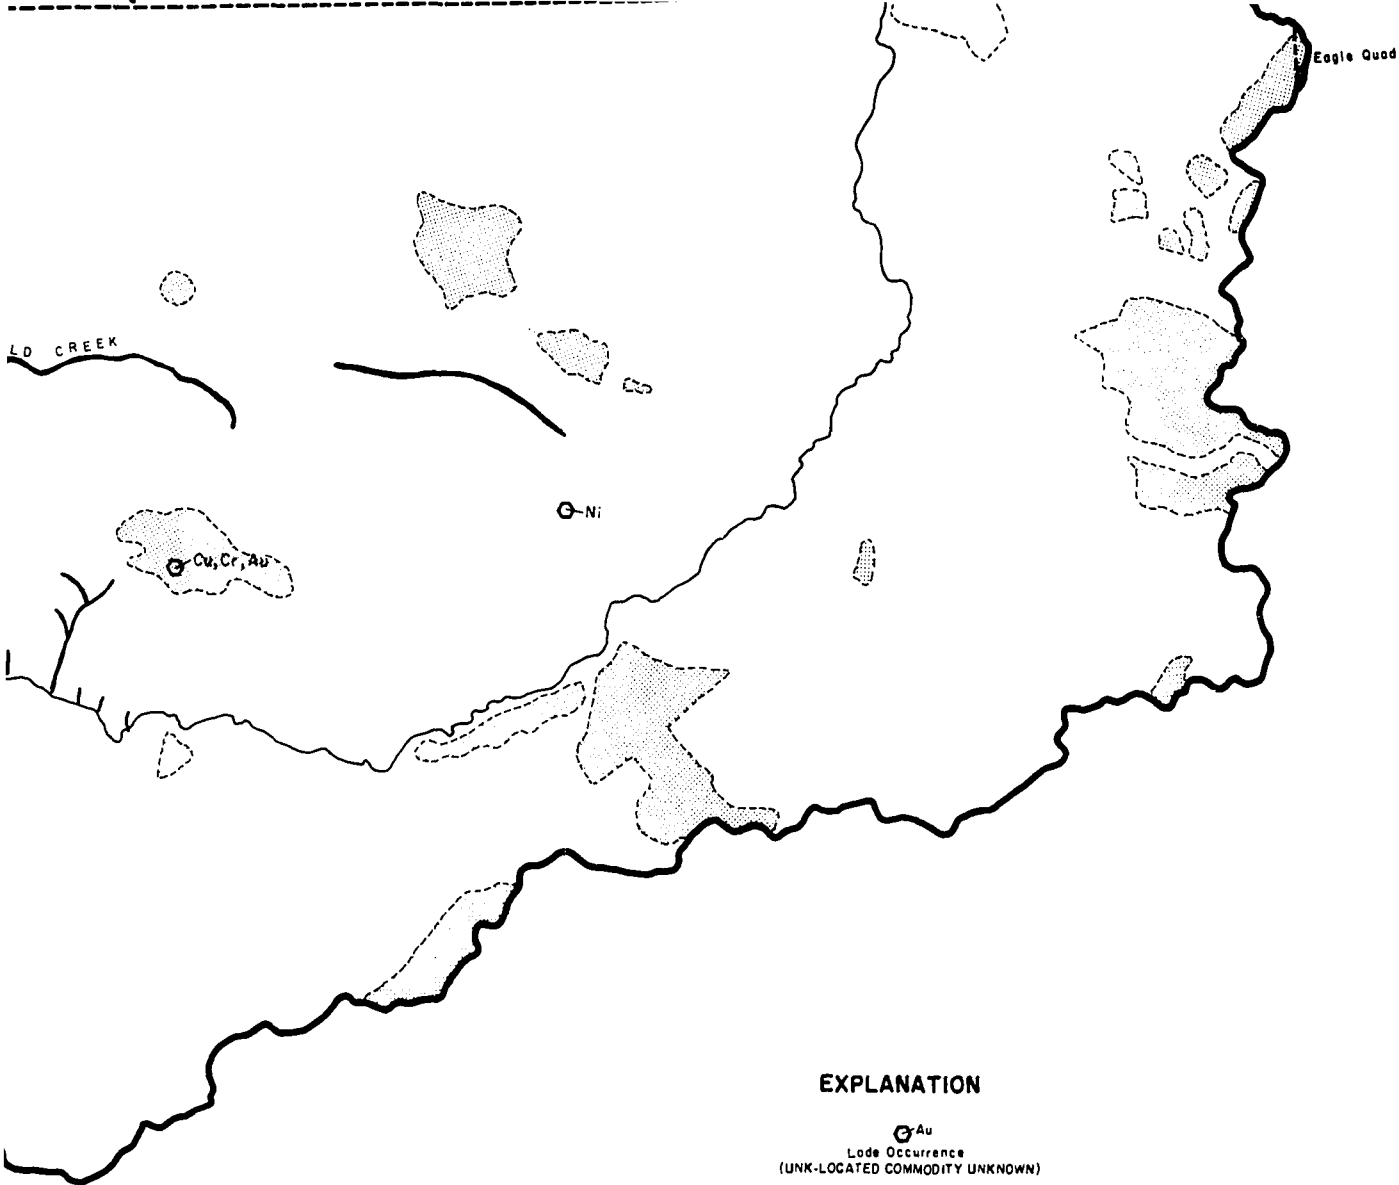 Eagle Quad
LD CREEK
Ni
Cu,Cr,Au
EXPLANATION
Au
Lode Occurrence
(UNK-LOCATED COMMODITY UNKNOWN)